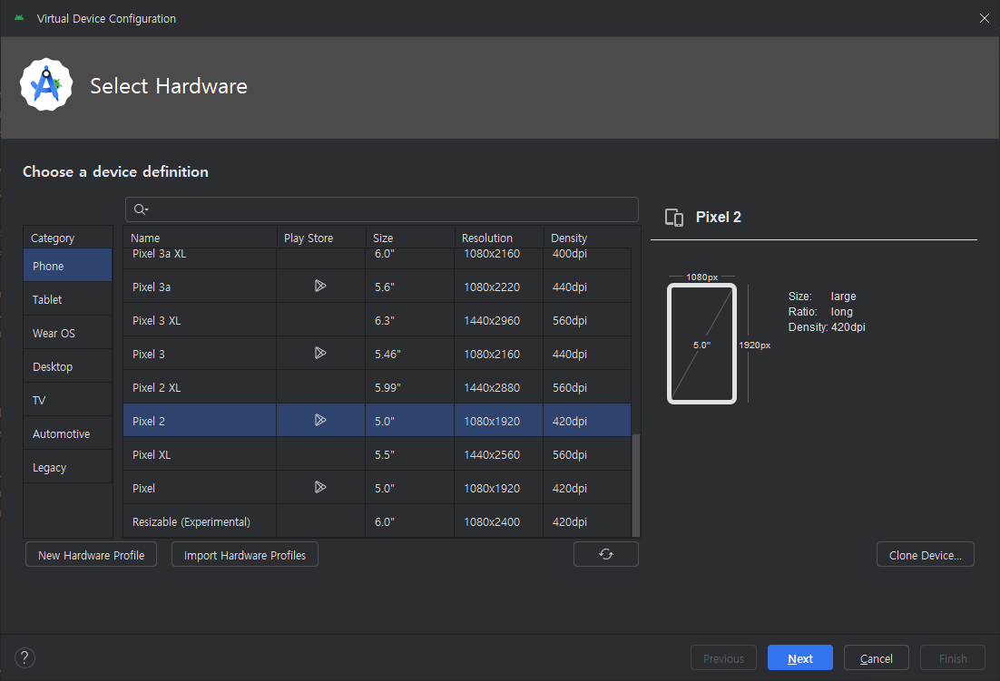 Virtual Device Configuration
Select Hardware
Choose a device definition
Category
Phone
Tablet
Wear OS
Desktop
TV
Automotive
Legacy
Name Play Store Size Resolution Density
Pixel 3a XL 6.0" 1080x2160 400dpi
Pixel 3a 5.6" 1080x2220 440dpi
Pixel 3 XL 6.3" 1440x2960 560dpi
Pixel 3 5.46" 1080x2160 440dpi
Pixel 2 XL 5.99" 1440x2880 560dpi
Pixel 2 5.0" 1080x1920 420dpi
Pixel XL 5.5" 1440x2560 560dpi
Pixel 5.0" 1080x1920 420dpi
Resizable (Experimental) 6.0" 1080x2400 420dpi
Pixel 2
1080px
5.0"
1920px
Size: large
Ratio: long
Density: 420dpi
New Hardware Profile Import Hardware Profiles Clone Device...
? Previous Next Cancel Finish